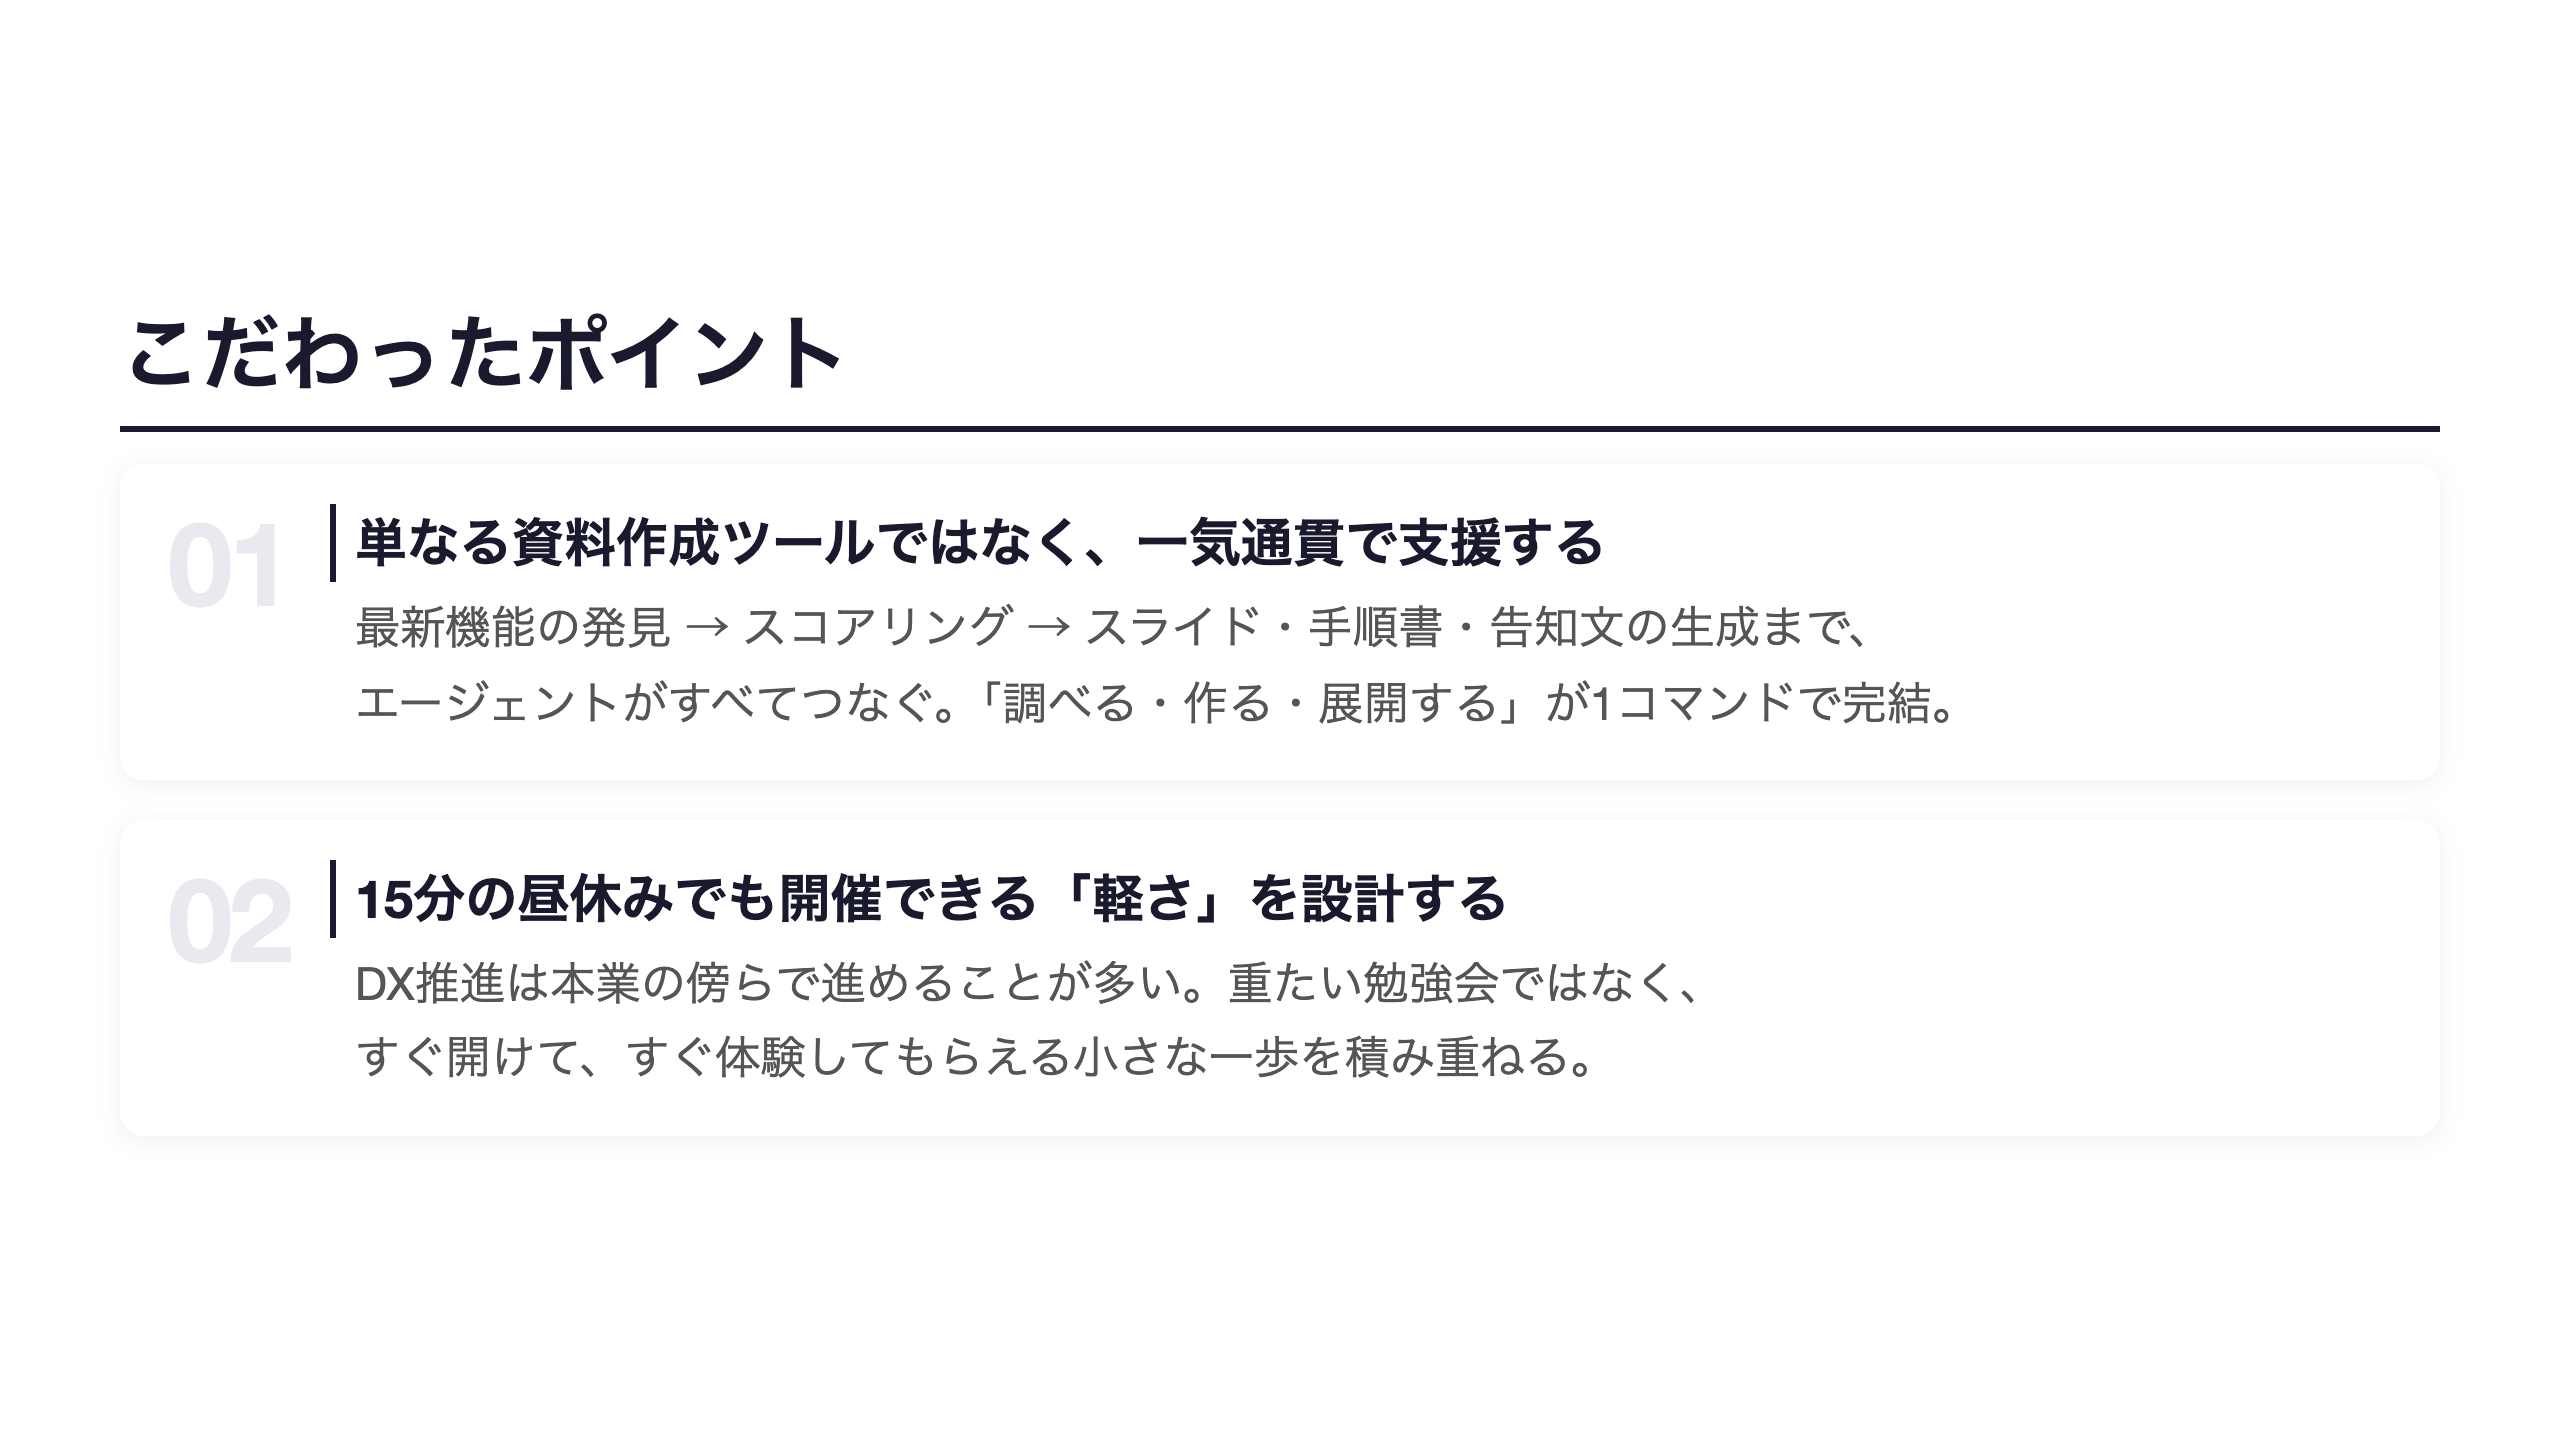 こだわったポイント
01
単なる資料作成ツールではなく、一気通貫で支援する
最新機能の発見 → スコアリング → スライド・手順書・告知文の生成まで、
エージェントがすべてつなぐ。「調べる・作る・展開する」が1コマンドで完結。
02
15分の昼休みでも開催できる「軽さ」を設計する
DX推進は本業の傍らで進めることが多い。重たい勉強会ではなく、
すぐ開けて、すぐ体験してもらえる小さな一歩を積み重ねる。